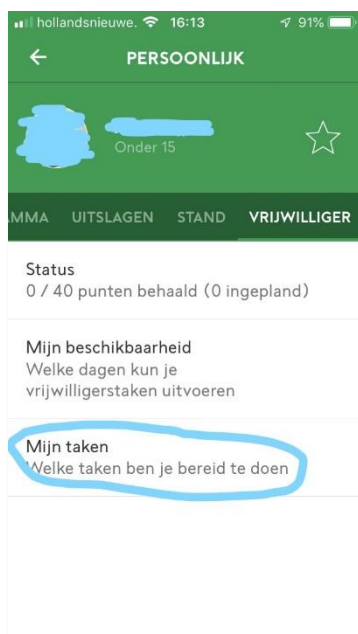 hollandsnieuwe. 16:13 91%
PERSOONLIJK
Onder 15
MMA UITSLAGEN STAND VRIJWILLIGER
Status
0 / 40 punten behaald (0 ingepland)
Mijn beschikbaarheid
Welke dagen kun je
vrijwilligerstaken uitvoeren
Mijn taken
Welke taken ben je bereid te doen